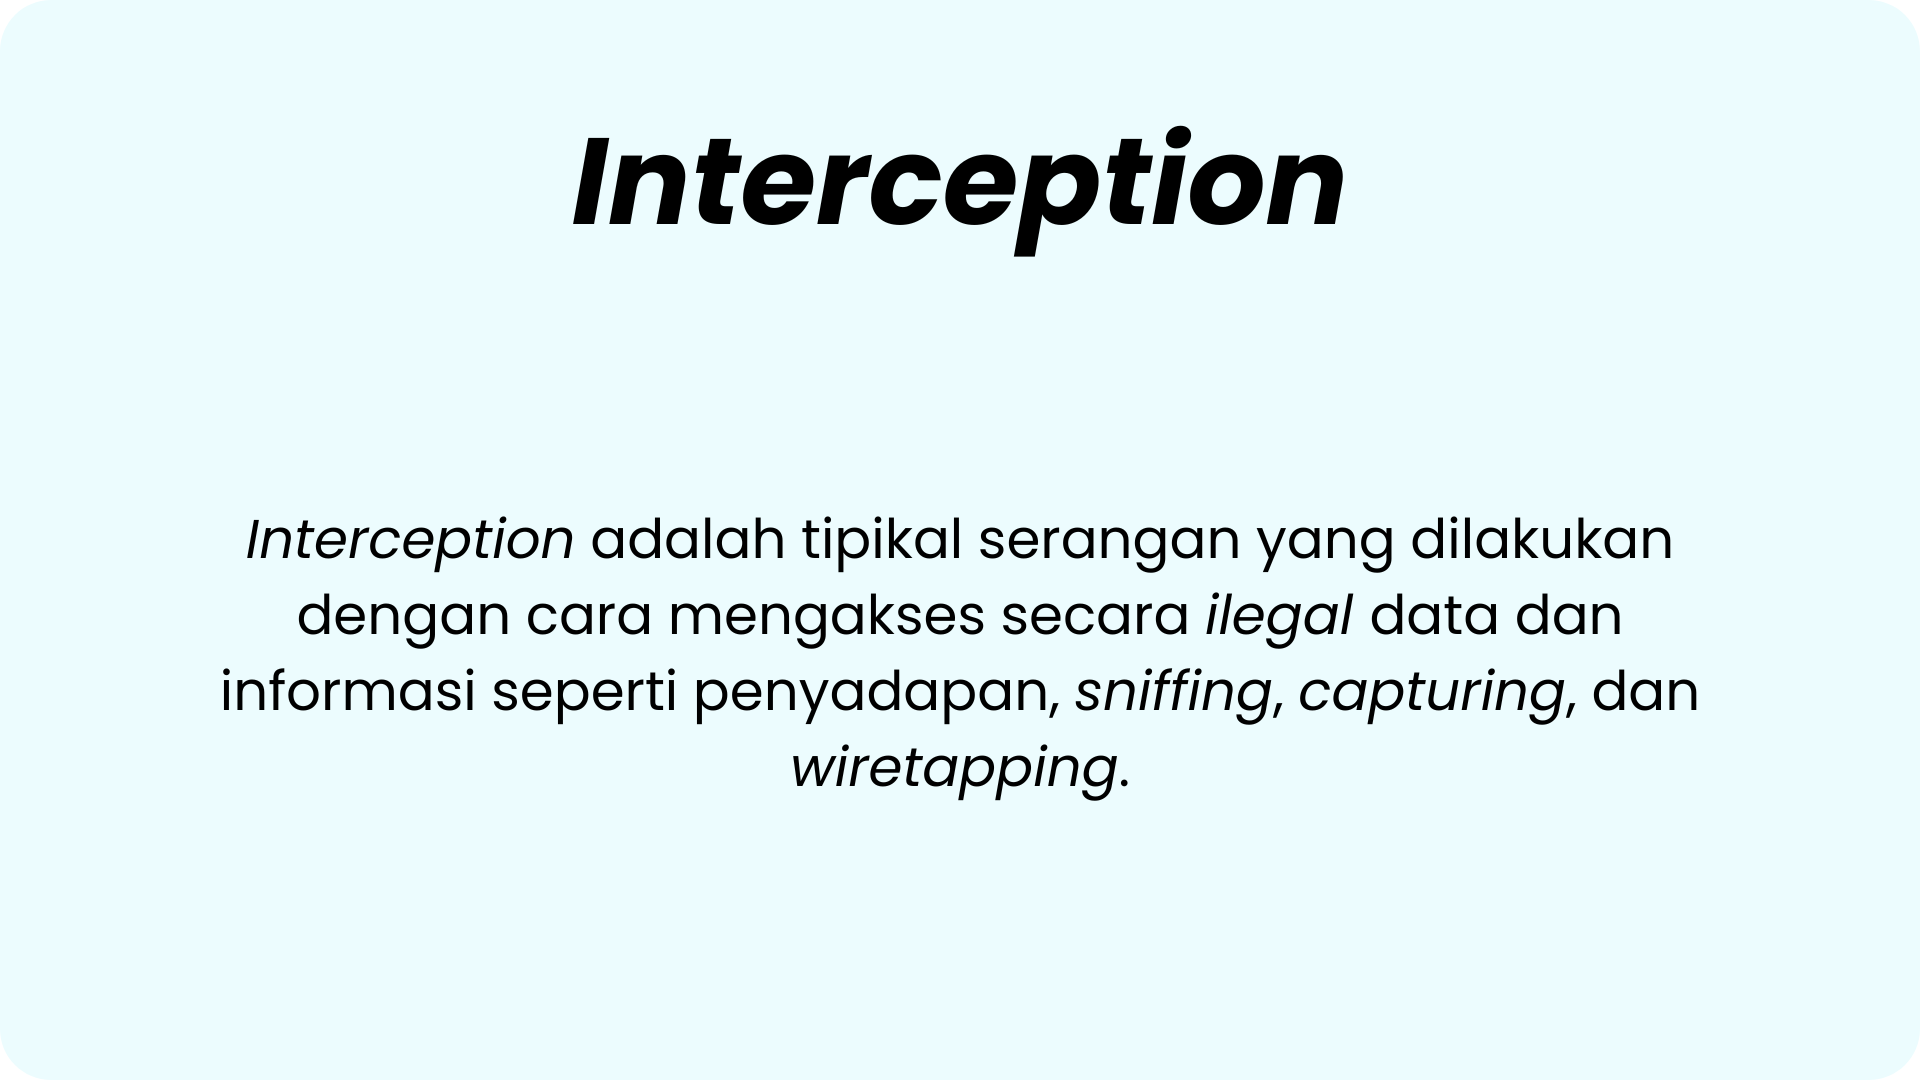 Interception
Interception adalah tipikal serangan yang dilakukan
dengan cara mengakses secara ilegal data dan
informasi seperti penyadapan, sniffing, capturing, dan
wiretapping.